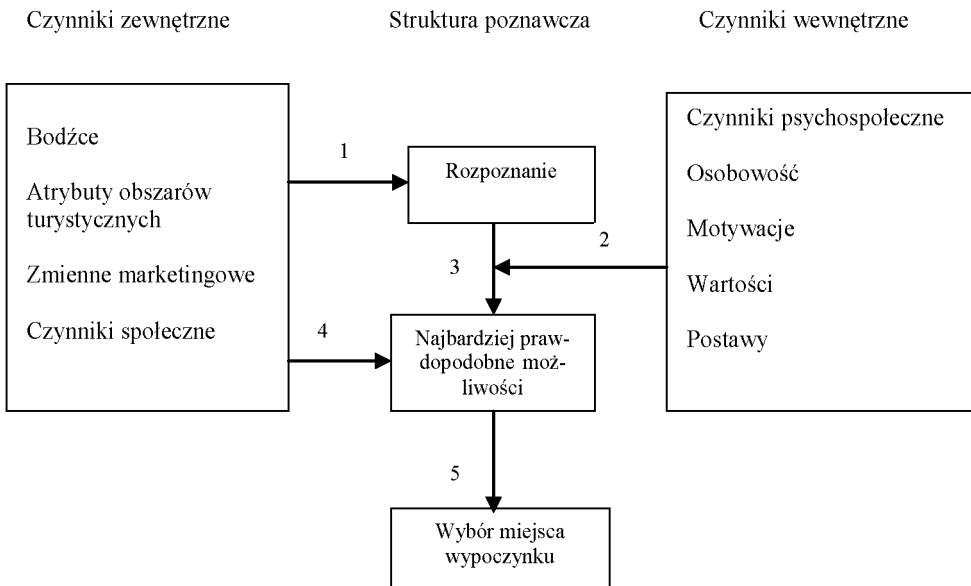 Czynniki zewnętrzne
Struktura poznawcza
Czynniki wewnętrzne
Bodźce
Atrybuty obszarów
turystycznych
Zmienne marketingowe
Czynniki społeczne
1
4
Rozpoznanie
3
2
Najbardziej praw-
dopodobne moż-
liwości
5
Wybór miejsca
wypoczynku
Czynniki psychospołeczne
Osobowość
Motywacje
Wartości
Postawy